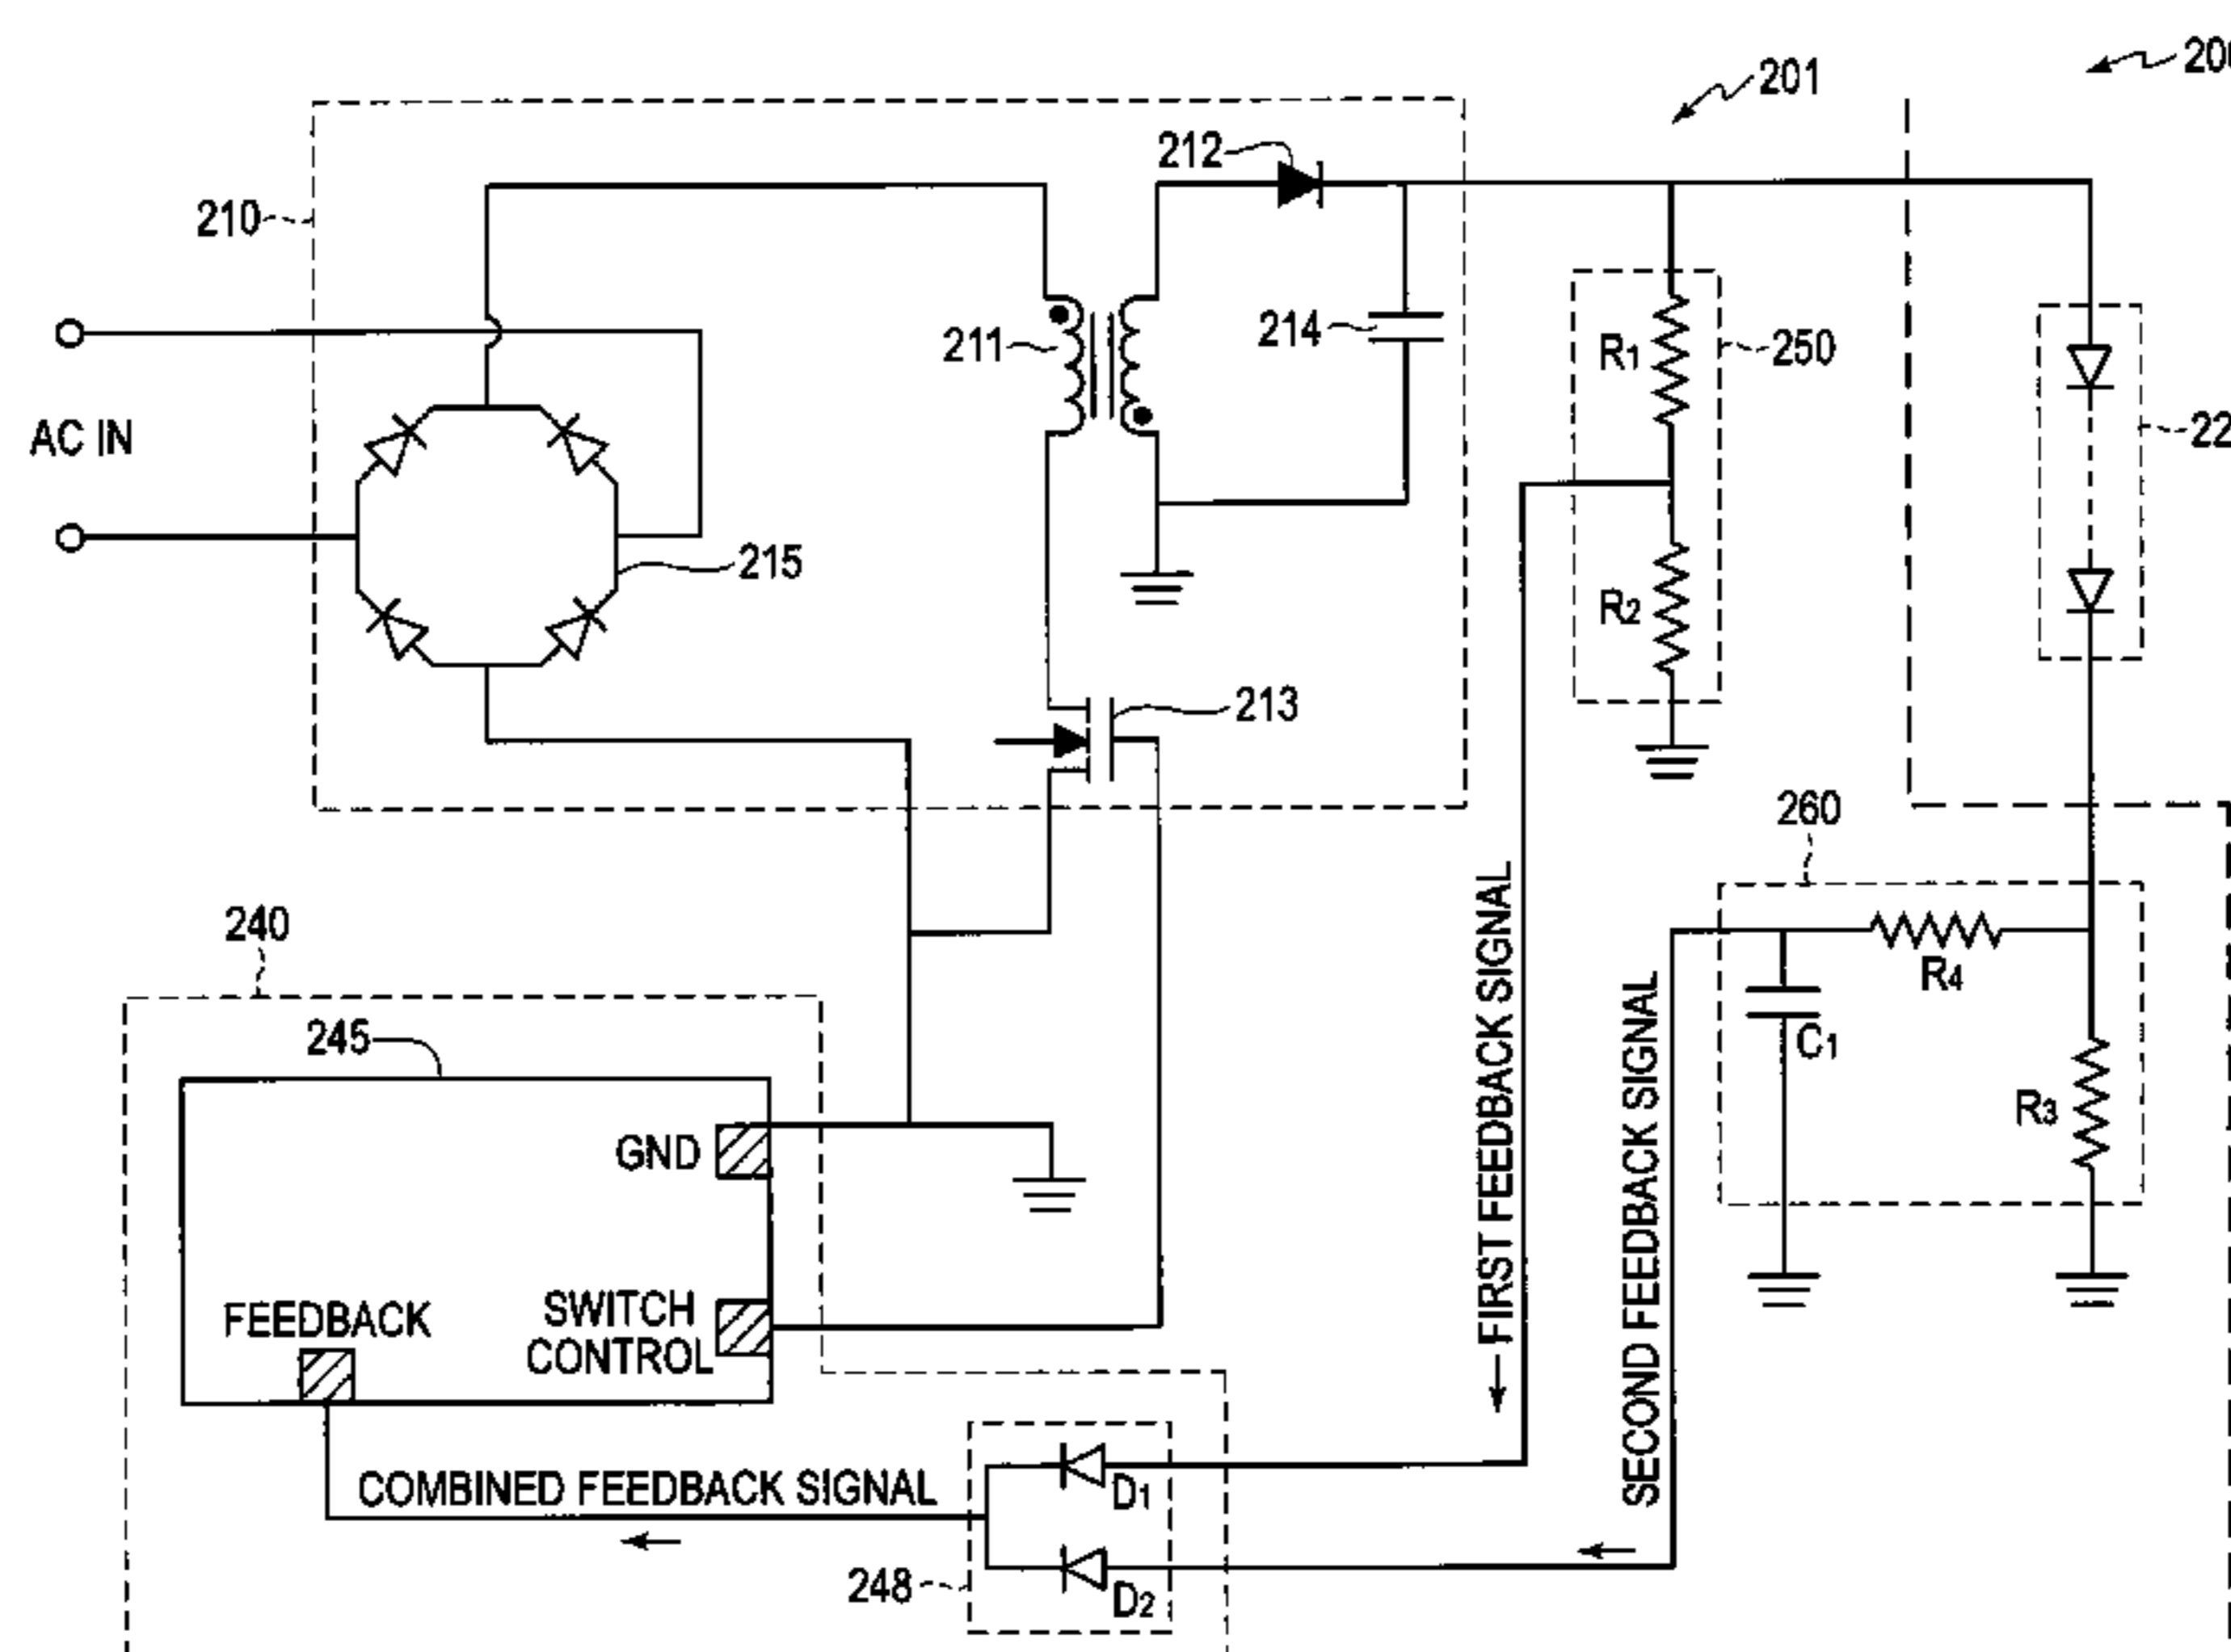 200
201
212
210
211
214
R1
250
AC IN
22
215
R2
213
260
240
R4
245
C1
FIRST FEEDBACK SIGNAL
SECOND FEEDBACK SIGNAL
R3
GND
FEEDBACK
SWITCH
CONTROL
COMBINED FEEDBACK SIGNAL
D1
248
D2